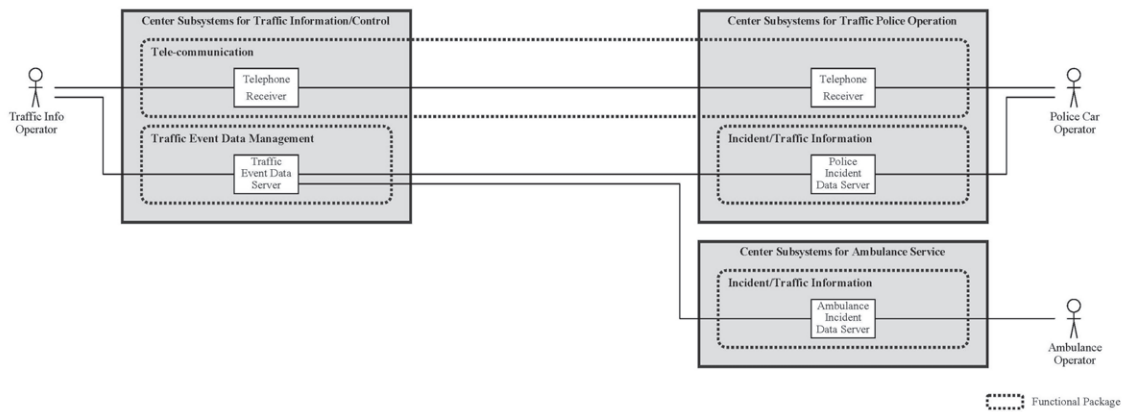 Center Subsystems for Traffic Information/Control
Center Subsystems for Traffic Police Operation
Tele-communication
Telephone
Receiver
Telephone
Receiver
Traffic Info
Operator
Police Car
Operator
Traffic Event Data Management
Incident/Traffic Information
Traffic
Event Data
Server
Police
Incident
Data Server
Center Subsystems for Ambulance Service
Incident/Traffic Information
Ambulance
Incident
Data Server
Ambulance
Operator
Functional Package